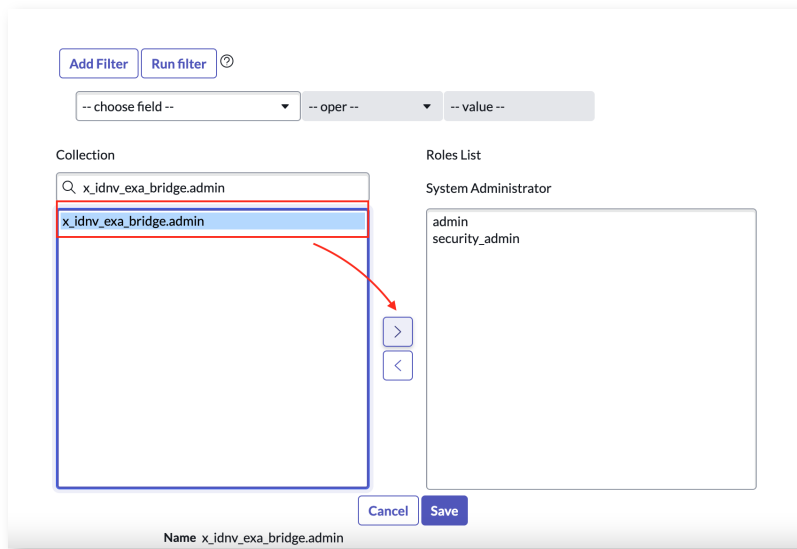 Add Filter Run filter ?
-- choose field -- -- oper -- -- value --
Collection Roles List
x_idnv_exa_bridge.admin System Administrator
x_idnv_exa_bridge.admin admin
security_admin
Cancel Save
Name x_idnv_exa_bridge.admin